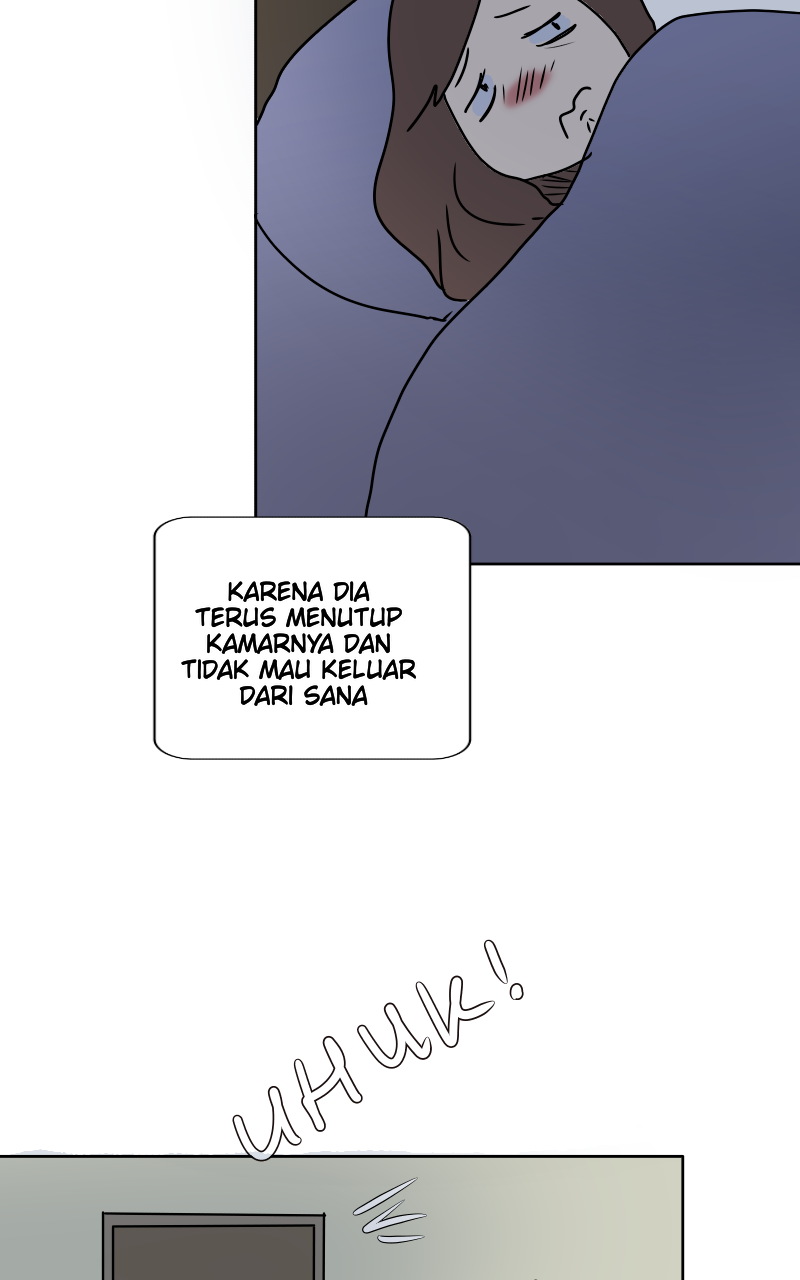 KARENA DIA
TERUS MENUTUP
KAMARNYA DAN
TIDAK MAU KELUAR
DARI SANA
UHUK!